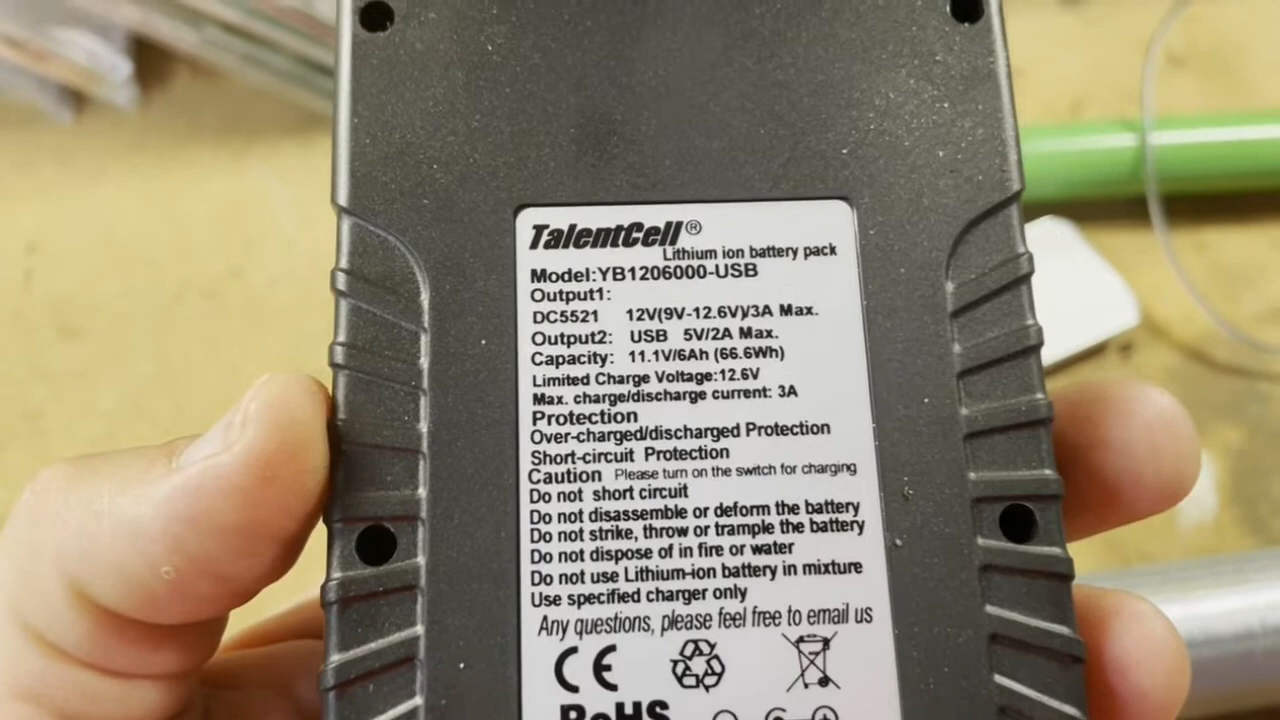 TalentCell®
Lithium ion battery pack
Model:YB1206000-USB
Output1:
DC5521 12V(9V-12.6V)/3A Max.
Output2: USB 5V/2A Max.
Capacity: 11.1V/6Ah (66.6Wh)
Limited Charge Voltage:12.6V
Max. charge/discharge current: 3A
Protection
Over-charged/discharged Protection
Short-circuit Protection
Caution Please turn on the switch for charging
Do not short circuit
Do not disassemble or deform the battery
Do not strike, throw or trample the battery
Do not dispose of in fire or water
Do not use Lithium-ion battery in mixture
Use specified charger only
Any questions, please feel free to email us
CE
RoHS